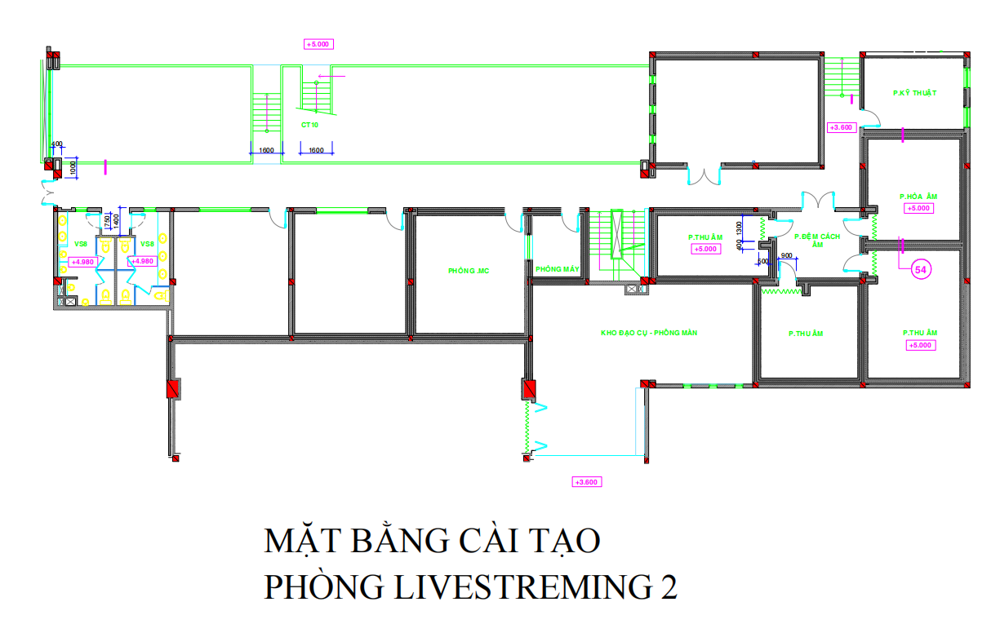 +5.000
P.KỸ THUẬT
CT10
+3.600
400
1600
1600
1000
P.HÒA ÂM
+5.000
750
1400
VS8
VS8
+4.980
+4.980
PHÒNG .MC
PHÒNG MÁY
P.THU ÂM
+5.000
1300
400
500
900
P.ĐỆM CÁCH
ÂM
54
KHO ĐẠO CỤ - PHÔNG MÀN
P.THU ÂM
P.THU ÂM
+5.000
+3.600
MẶT BẰNG CÀI TẠO
PHÒNG LIVESTREMING 2